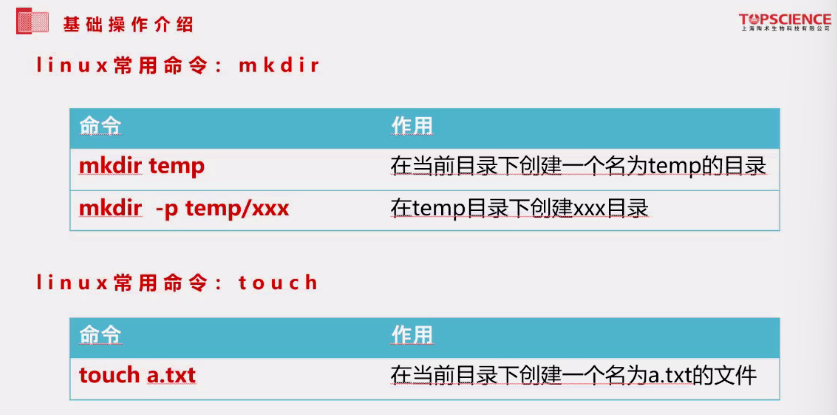 基础操作介绍
TOPSCIENCE
上海陶术生物科技有限公司
linux常用命令：mkdir
命令 作用
mkdir temp 在当前目录下创建一个名为temp的目录
mkdir -p temp/xxx 在temp目录下创建xxx目录
linux常用命令：touch
命令 作用
touch a.txt 在当前目录下创建一个名为a.txt的文件